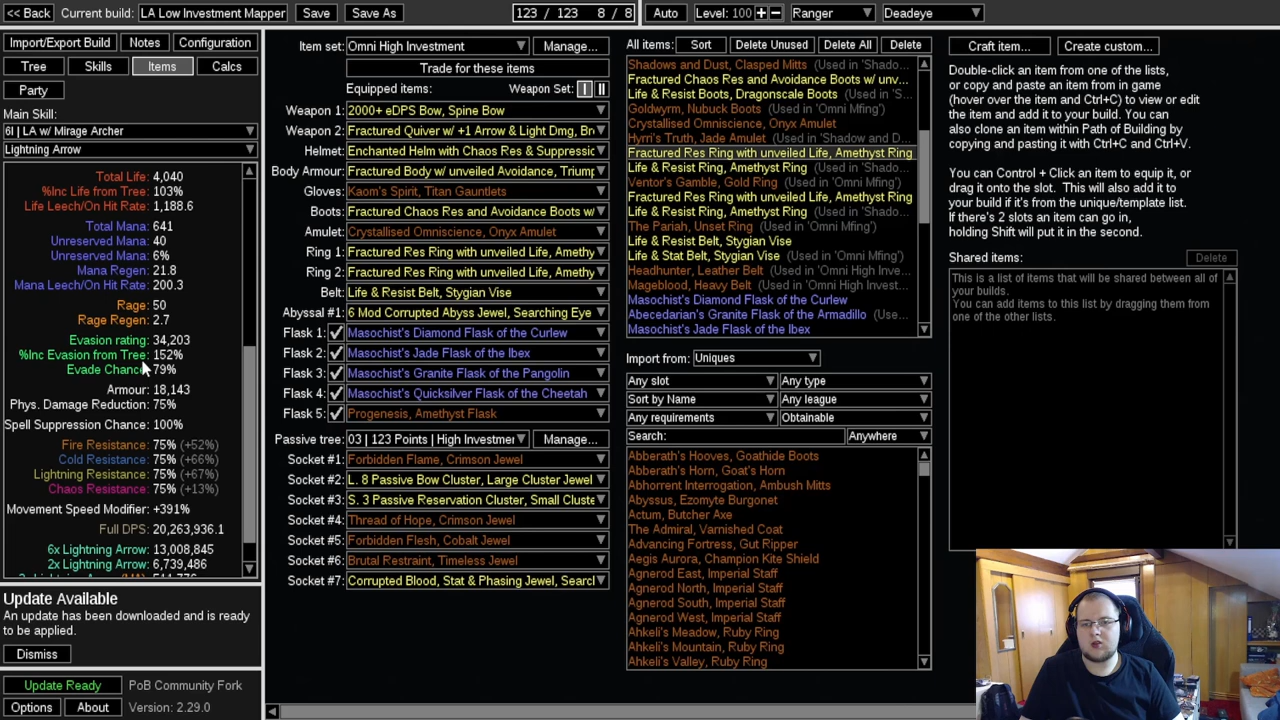 << Back
Current build: LA Low Investment Mapper
Save
Save As
123 / 123 8 / 8
Auto
Level: 100
Ranger
Deadeye
Import/Export Build
Notes
Configuration
Tree
Skills
Items
Calcs
Party
Main Skill:
6l | LA w/ Mirage Archer
Lightning Arrow
Total Life: 4,040
%Inc Life from Tree: 103%
Life Leech/On Hit Rate: 1,188.6
Total Mana: 641
Unreserved Mana: 40
Unreserved Mana: 6%
Mana Regen: 21.8
Mana Leech/On Hit Rate: 200.3
Rage: 50
Rage Regen: 2.7
Evasion rating: 34,203
%Inc Evasion from Tree: 152%
Evade Chance: 79%
Armour: 18,143
Phys. Damage Reduction: 75%
Spell Suppression Chance: 100%
Fire Resistance: 75% (+52%)
Cold Resistance: 75% (+66%)
Lightning Resistance: 75% (+67%)
Chaos Resistance: 75% (+13%)
Movement Speed Modifier: +391%
Full DPS: 20,263,936.1
6x Lightning Arrow: 13,008,845
2x Lightning Arrow: 6,739,486
Update Available
An update has been downloaded and is ready
to be applied.
Dismiss
Update Ready
PoB Community Fork
Options
About
Version: 2.29.0
Item set: Omni High Investment
Manage...
Trade for these items
Equipped items:
Weapon Set: I II
Weapon 1: 2000+ eDPS Bow, Spine Bow
Weapon 2: Fractured Quiver w/ +1 Arrow & Light Dmg, Br
Helmet: Enchanted Helm with Chaos Res & Suppressic
Body Armour: Fractured Body w/ unveiled Avoidance, Triump
Gloves: Kaom's Spirit, Titan Gauntlets
Boots: Fractured Chaos Res and Avoidance Boots w/
Amulet: Crystallised Omniscience, Onyx Amulet
Ring 1: Fractured Res Ring with unveiled Life, Amethy
Ring 2: Fractured Res Ring with unveiled Life, Amethy
Belt: Life & Resist Belt, Stygian Vise
Abyssal #1: 6 Mod Corrupted Abyss Jewel, Searching Eye
Flask 1: Masochist's Diamond Flask of the Curlew
Flask 2: Masochist's Jade Flask of the Ibex
Flask 3: Masochist's Granite Flask of the Pangolin
Flask 4: Masochist's Quicksilver Flask of the Cheetah
Flask 5: Progenesis, Amethyst Flask
Passive tree: 03 | 123 Points | High Investmer
Manage...
Socket #1: Forbidden Flame, Crimson Jewel
Socket #2: L. 8 Passive Bow Cluster, Large Cluster Jewel
Socket #3: S. 3 Passive Reservation Cluster, Small Cluste
Socket #4: Thread of Hope, Crimson Jewel
Socket #5: Forbidden Flesh, Cobalt Jewel
Socket #6: Brutal Restraint, Timeless Jewel
Socket #7: Corrupted Blood, Stat & Phasing Jewel, Searc
All items:
Sort
Delete Unused
Delete All
Delete
Shadows and Dust, Clasped Mitts (Used in 'Shado...
Fractured Chaos Res and Avoidance Boots w/ unv...
Life & Resist Boots, Dragonscale Boots (Used in 'S...
Goldwyrm, Nubuck Boots (Used in 'Omni Mfing')
Crystallised Omniscience, Onyx Amulet
Hyrri's Truth, Jade Amulet (Used in 'Shadow and D...
Fractured Res Ring with unveiled Life, Amethyst Ring
Life & Resist Ring, Amethyst Ring (Used in 'Shado...
Ventor's Gamble, Gold Ring (Used in 'Omni Mfing')
Fractured Res Ring with unveiled Life, Amethyst Ring
Life & Resist Ring, Amethyst Ring (Used in 'Shado...
The Pariah, Unset Ring (Used in 'Omni Mfing')
Life & Resist Belt, Stygian Vise
Life & Stat Belt, Stygian Vise (Used in 'Omni Mfing')
Headhunter, Leather Belt (Used in 'Omni High Inve...
Mageblood, Heavy Belt (Used in 'Omni High Invest...
Masochist's Diamond Flask of the Curlew
Abecedarian's Granite Flask of the Armadillo (Use...
Masochist's Jade Flask of the Ibex
Import from: Uniques
Any slot
Any type
Sort by Name
Any league
Any requirements
Obtainable
Search:
Anywhere
Abberath's Hooves, Goathide Boots
Abberath's Horn, Goat's Horn
Abhorrent Interrogation, Ambush Mitts
Abyssus, Ezomyte Burgonet
Actum, Butcher Axe
The Admiral, Varnished Coat
Advancing Fortress, Gut Ripper
Aegis Aurora, Champion Kite Shield
Agnerod East, Imperial Staff
Agnerod North, Imperial Staff
Agnerod South, Imperial Staff
Agnerod West, Imperial Staff
Ahkeli's Meadow, Ruby Ring
Ahkeli's Mountain, Ruby Ring
Ahkeli's Valley, Ruby Ring
Craft item...
Create custom...
Double-click an item from one of the lists,
or copy and paste an item from in game
(hover over the item and Ctrl+C) to view or edit
the item and add it to your build. You can
also clone an item within Path of Building by
copying and pasting it with Ctrl+C and Ctrl+V.
You can Control + Click an item to equip it, or
drag it onto the slot. This will also add it to
your build if it's from the unique/template list.
If there's 2 slots an item can go in,
holding Shift will put it in the second.
Shared items:
Delete
This is a list of items that will be shared between all of
your builds.
You can add items to this list by dragging them from
one of the other lists.